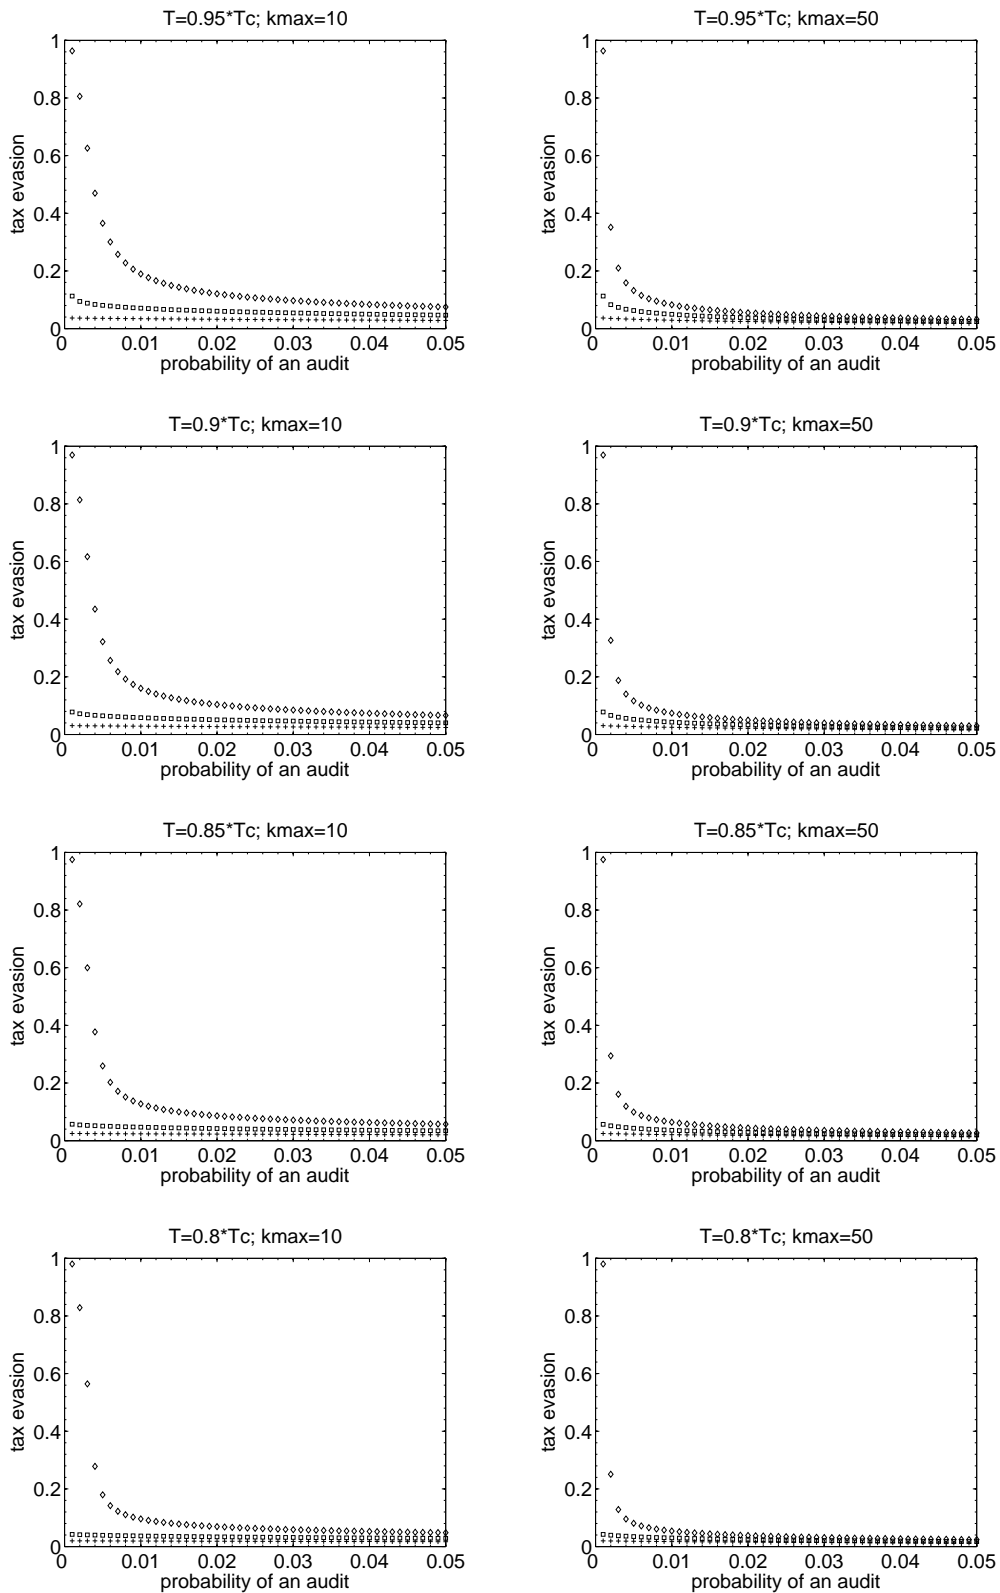 T=0.95*Tc; kmax=10
1
0.8
0.6
0.4
0.2
0
tax evasion
0 0.01 0.02 0.03 0.04 0.05
probability of an audit
T=0.95*Tc; kmax=50
1
0.8
0.6
0.4
0.2
0
tax evasion
0 0.01 0.02 0.03 0.04 0.05
probability of an audit
T=0.9*Tc; kmax=10
1
0.8
0.6
0.4
0.2
0
tax evasion
0 0.01 0.02 0.03 0.04 0.05
probability of an audit
T=0.9*Tc; kmax=50
1
0.8
0.6
0.4
0.2
0
tax evasion
0 0.01 0.02 0.03 0.04 0.05
probability of an audit
T=0.85*Tc; kmax=10
1
0.8
0.6
0.4
0.2
0
tax evasion
0 0.01 0.02 0.03 0.04 0.05
probability of an audit
T=0.85*Tc; kmax=50
1
0.8
0.6
0.4
0.2
0
tax evasion
0 0.01 0.02 0.03 0.04 0.05
probability of an audit
T=0.8*Tc; kmax=10
1
0.8
0.6
0.4
0.2
0
tax evasion
0 0.01 0.02 0.03 0.04 0.05
probability of an audit
T=0.8*Tc; kmax=50
1
0.8
0.6
0.4
0.2
0
tax evasion
0 0.01 0.02 0.03 0.04 0.05
probability of an audit